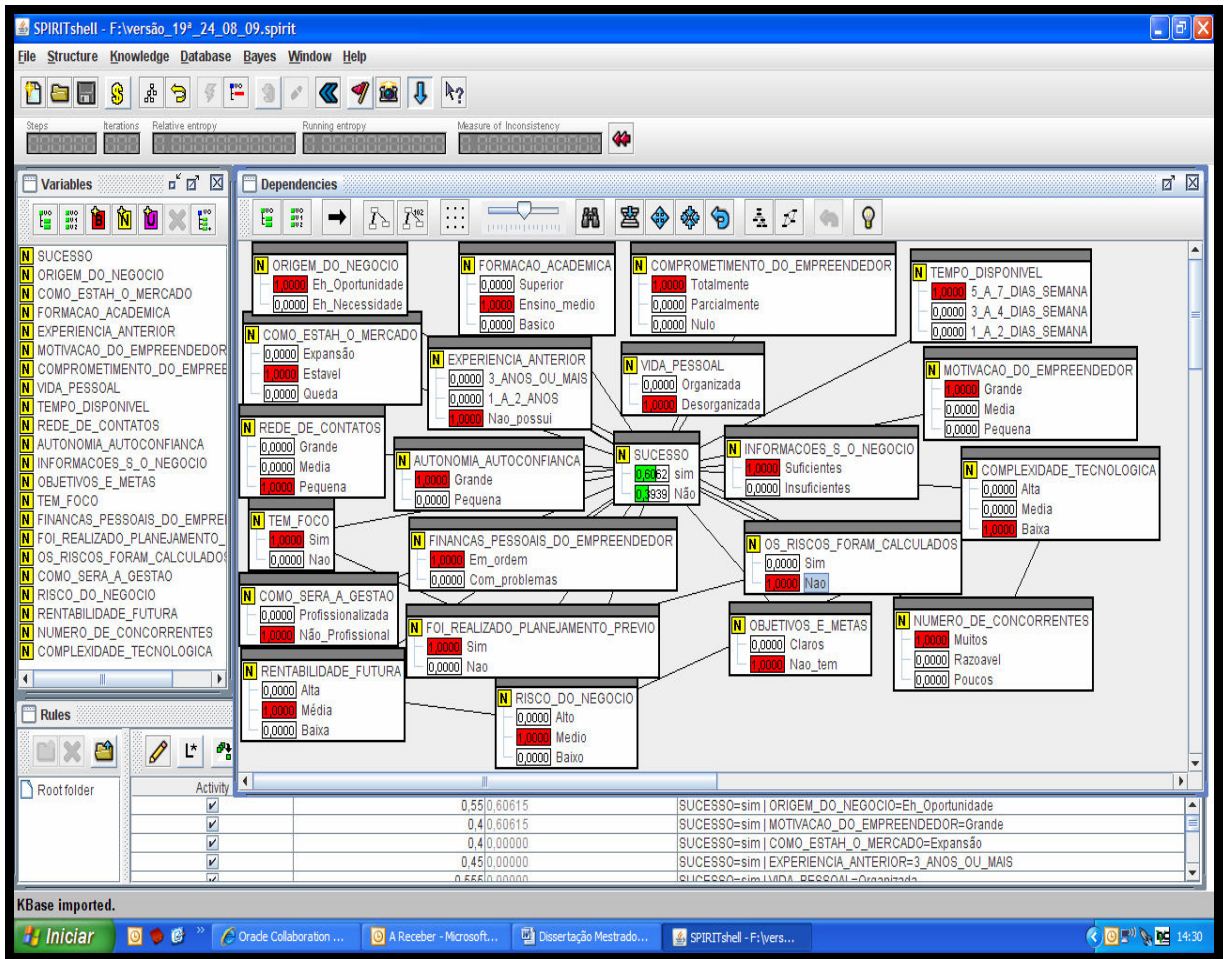 SPIRITshell - F:\versão_19ª_24_08_09.spirit
File Structure Knowledge Database Bayes Window Help
Steps Iterations Relative entropy Running entropy Measure of Inconsistency
Variables
SUCESSO
ORIGEM_DO_NEGOCIO
COMO_ESTAH_O_MERCADO
FORMACAO_ACADEMICA
EXPERIENCIA_ANTERIOR
MOTIVACAO_DO_EMPREENDEDOR
COMPROMETIMENTO_DO_EMPREE
VIDA_PESSOAL
TEMPO_DISPONIVEL
REDE_DE_CONTATOS
AUTONOMIA_AUTOCONFIANCA
INFORMACOES_S_O_NEGOCIO
OBJETIVOS_E_METAS
TEM_FOCO
FINANCAS_PESSOAIS_DO_EMPREI
FOI_REALIZADO_PLANEJAMENTO_
OS_RISCOS_FORAM_CALCULADOS
COMO_SERA_A_GESTAO
RISCO_DO_NEGOCIO
RENTABILIDADE_FUTURA
NUMERO_DE_CONCORRENTES
COMPLEXIDADE_TECNOLOGICA
Dependencies
ORIGEM_DO_NEGOCIO
1,0000 Eh_Oportunidade
0,0000 Eh_Necessidade
FORMACAO_ACADEMICA
0,0000 Superior
1,0000 Ensino_medio
0,0000 Basico
COMPROMETIMENTO_DO_EMPREENDEDOR
1,0000 Totalmente
0,0000 Parcialmente
0,0000 Nulo
TEMPO_DISPONIVEL
1,0000 5_A_7_DIAS_SEMANA
0,0000 3_A_4_DIAS_SEMANA
0,0000 1_A_2_DIAS_SEMANA
COMO_ESTAH_O_MERCADO
0,0000 Expansão
1,0000 Estavel
0,0000 Queda
EXPERIENCIA_ANTERIOR
0,0000 3_ANOS_OU_MAIS
0,0000 1_A_2_ANOS
1,0000 Nao_possui
VIDA_PESSOAL
0,0000 Organizada
1,0000 Desorganizada
MOTIVACAO_DO_EMPREENDEDOR
1,0000 Grande
0,0000 Media
0,0000 Pequena
REDE_DE_CONTATOS
0,0000 Grande
0,0000 Media
1,0000 Pequena
AUTONOMIA_AUTOCONFIANCA
1,0000 Grande
0,0000 Pequena
SUCESSO
0,6062 sim
0,3939 Não
INFORMACOES_S_O_NEGOCIO
1,0000 Suficientes
0,0000 Insuficientes
COMPLEXIDADE_TECNOLOGICA
0,0000 Alta
0,0000 Media
1,0000 Baixa
TEM_FOCO
1,0000 Sim
0,0000 Nao
FINANCAS_PESSOAIS_DO_EMPREENDEDOR
1,0000 Em_ordem
0,0000 Com_problemas
OS_RISCOS_FORAM_CALCULADOS
0,0000 Sim
1,0000 Nao
COMO_SERA_A_GESTAO
0,0000 Profissionalizada
1,0000 Não_Profissional
FOI_REALIZADO_PLANEJAMENTO_PREVIO
1,0000 Sim
0,0000 Nao
OBJETIVOS_E_METAS
0,0000 Claros
1,0000 Nao_tem
NUMERO_DE_CONCORRENTES
1,0000 Muitos
0,0000 Razoavel
0,0000 Poucos
RENTABILIDADE_FUTURA
0,0000 Alta
1,0000 Média
0,0000 Baixa
RISCO_DO_NEGOCIO
0,0000 Alto
1,0000 Medio
0,0000 Baixo
Rules
Root folder
Activity
0,55 0,60615 SUCESSO=sim | ORIGEM_DO_NEGOCIO=Eh_Oportunidade
0,4 0,60615 SUCESSO=sim | MOTIVACAO_DO_EMPREENDEDOR=Grande
0,4 0,00000 SUCESSO=sim | COMO_ESTAH_O_MERCADO=Expansão
0,45 0,00000 SUCESSO=sim | EXPERIENCIA_ANTERIOR=3_ANOS_OU_MAIS
0,555 0,00000 SUCESSO=sim | VIDA_PESSOAL=Organizada
KBase imported.
Iniciar Oracle Collaboration ... A Receber - Microsoft... Dissertação Mestrado... SPIRITshell - F:\vers... 14:30